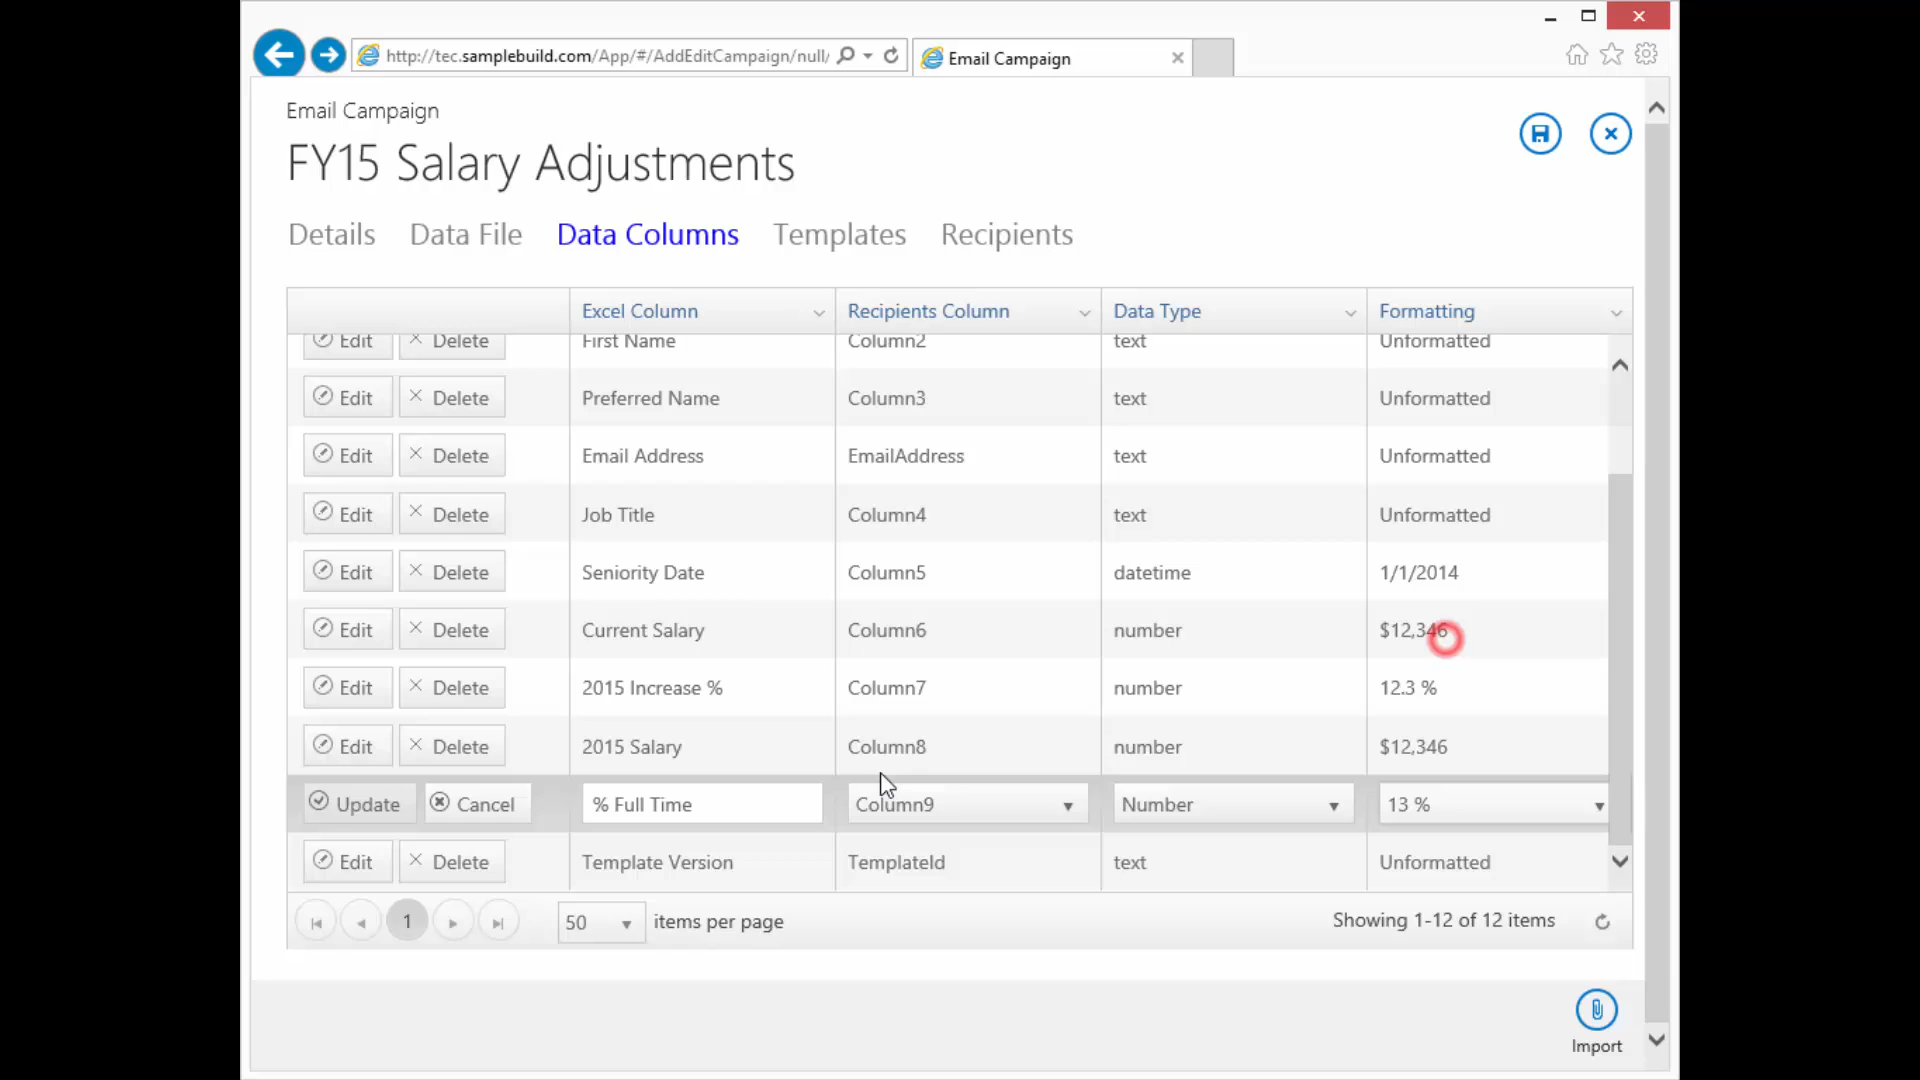 http://tec.samplebuild.com/App/#/AddEditCampaign/null/
Email Campaign
Email Campaign
FY15 Salary Adjustments
Details Data File Data Columns Templates Recipients
Excel Column Recipients Column Data Type Formatting
Edit Delete First Name Column2 text Unformatted
Edit Delete Preferred Name Column3 text Unformatted
Edit Delete Email Address EmailAddress text Unformatted
Edit Delete Job Title Column4 text Unformatted
Edit Delete Seniority Date Column5 datetime 1/1/2014
Edit Delete Current Salary Column6 number $12,346
Edit Delete 2015 Increase % Column7 number 12.3 %
Edit Delete 2015 Salary Column8 number $12,346
Update Cancel % Full Time Column9 Number 13 %
Edit Delete Template Version TemplateId text Unformatted
1 50 items per page Showing 1-12 of 12 items
Import